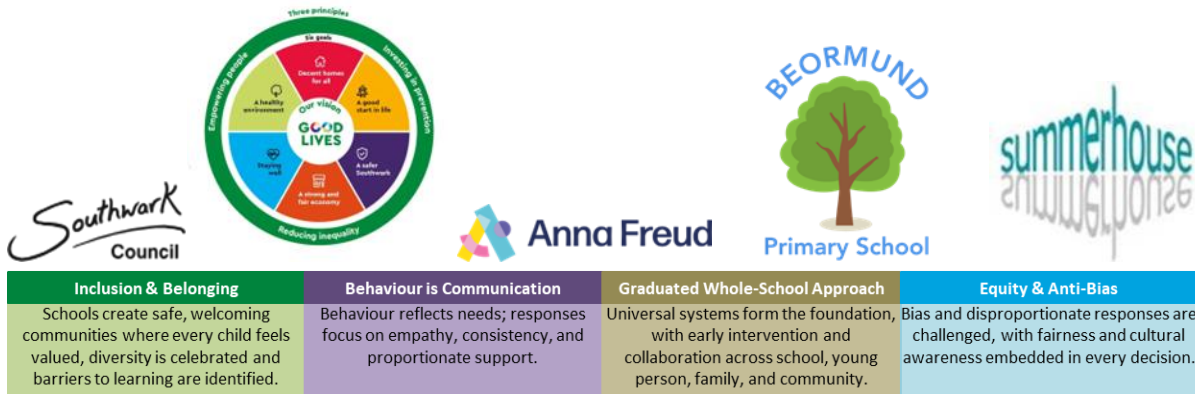 Three principles
Six goals
Empowering people
Investing in prevention
Reducing inequality
Decent homes
for all
A good
start in life
A safer
Southwark
A strong and
fair economy
Staying
well
A healthy
environment
Our vision
GOOD
LIVES
Southwark
Council
Anna Freud
BEORMUND
Primary School
summerhouse
Inclusion & Belonging
Schools create safe, welcoming
communities where every child feels
valued, diversity is celebrated and
barriers to learning are identified.
Behaviour is Communication
Behaviour reflects needs; responses
focus on empathy, consistency, and
proportionate support.
Graduated Whole-School Approach
Universal systems form the foundation,
with early intervention and
collaboration across school, young
person, family, and community.
Equity & Anti-Bias
Bias and disproportionate responses are
challenged, with fairness and cultural
awareness embedded in every decision.